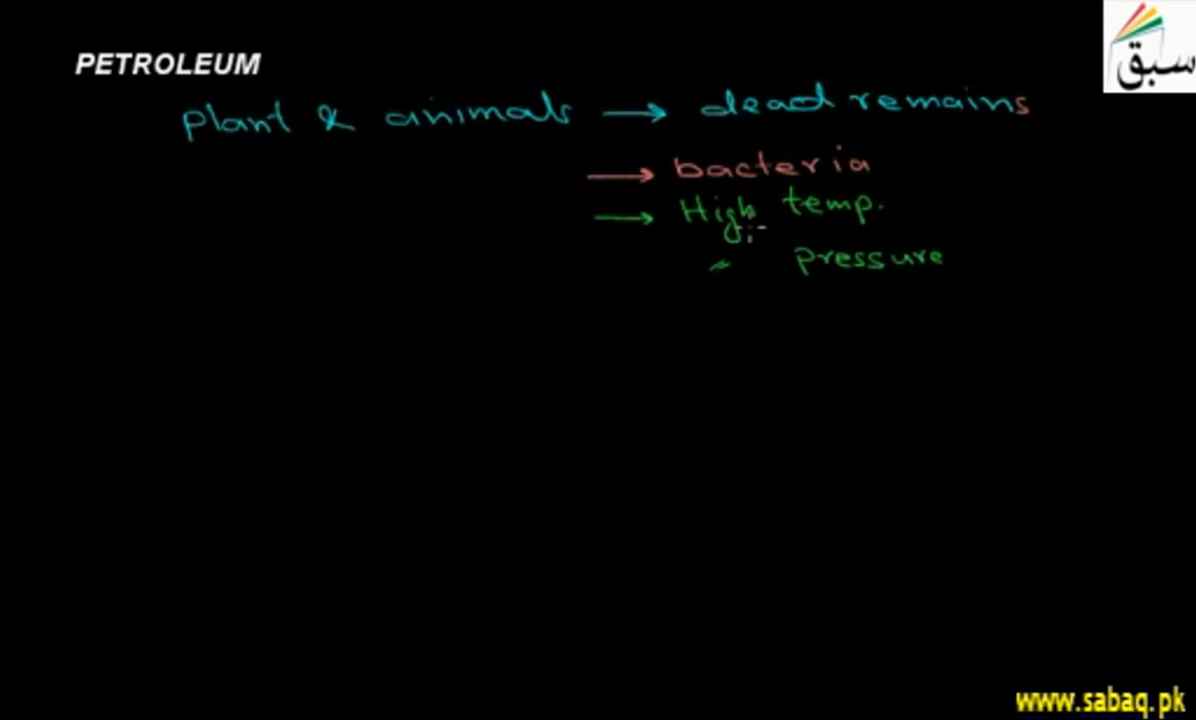 سبق
PETROLEUM
plant & animals → dead remains
→ bacteria
→ High temp.
〃 pressure
www.sabaq.pk